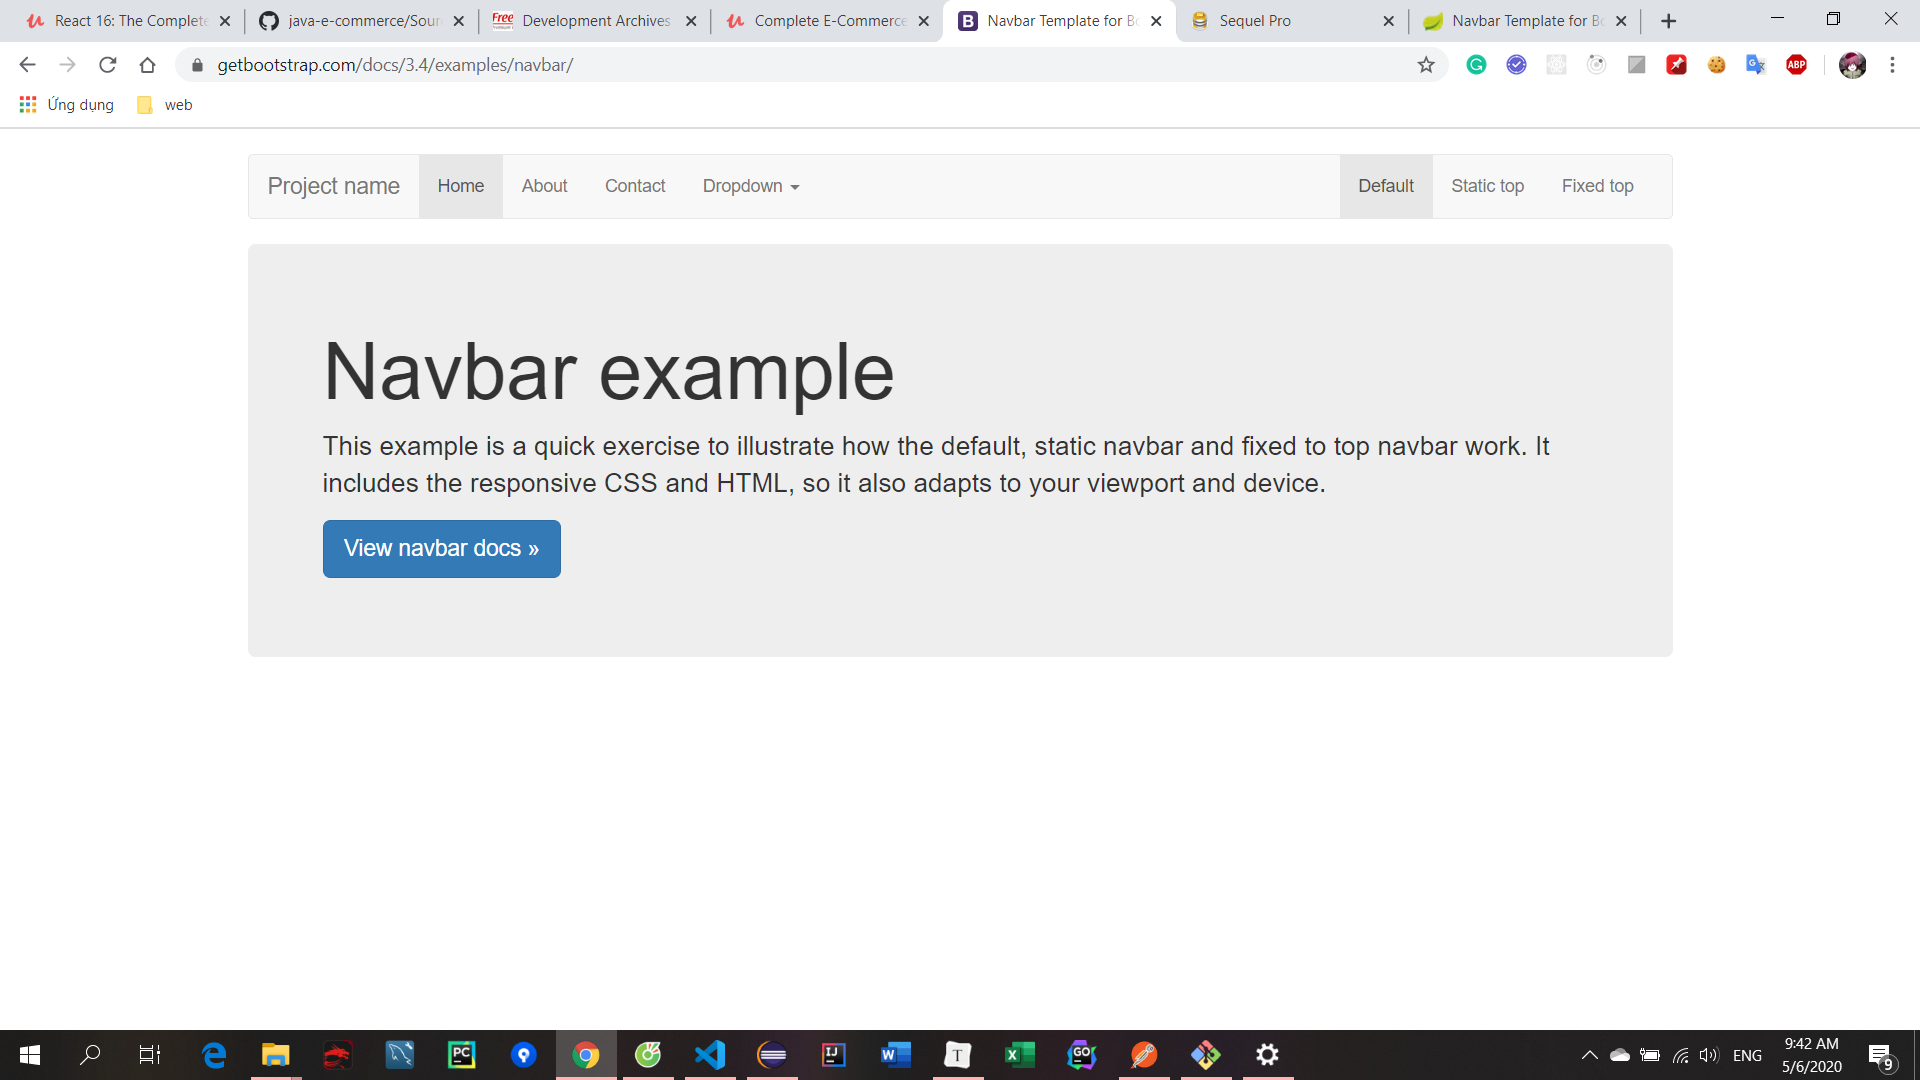 React 16: The Complete
java-e-commerce/Sour
Free
Development Archives
Complete E-Commerce
B
Navbar Template for Bo
Sequel Pro
Navbar Template for Bo
getbootstrap.com/docs/3.4/examples/navbar/
ABP
Ứng dụng
web
Project name
Home
About
Contact
Dropdown
Default
Static top
Fixed top
Navbar example
This example is a quick exercise to illustrate how the default, static navbar and fixed to top navbar work. It
includes the responsive CSS and HTML, so it also adapts to your viewport and device.
View navbar docs »
PC
IJ
W
T
X
GO
ENG
9:42 AM
5/6/2020
9